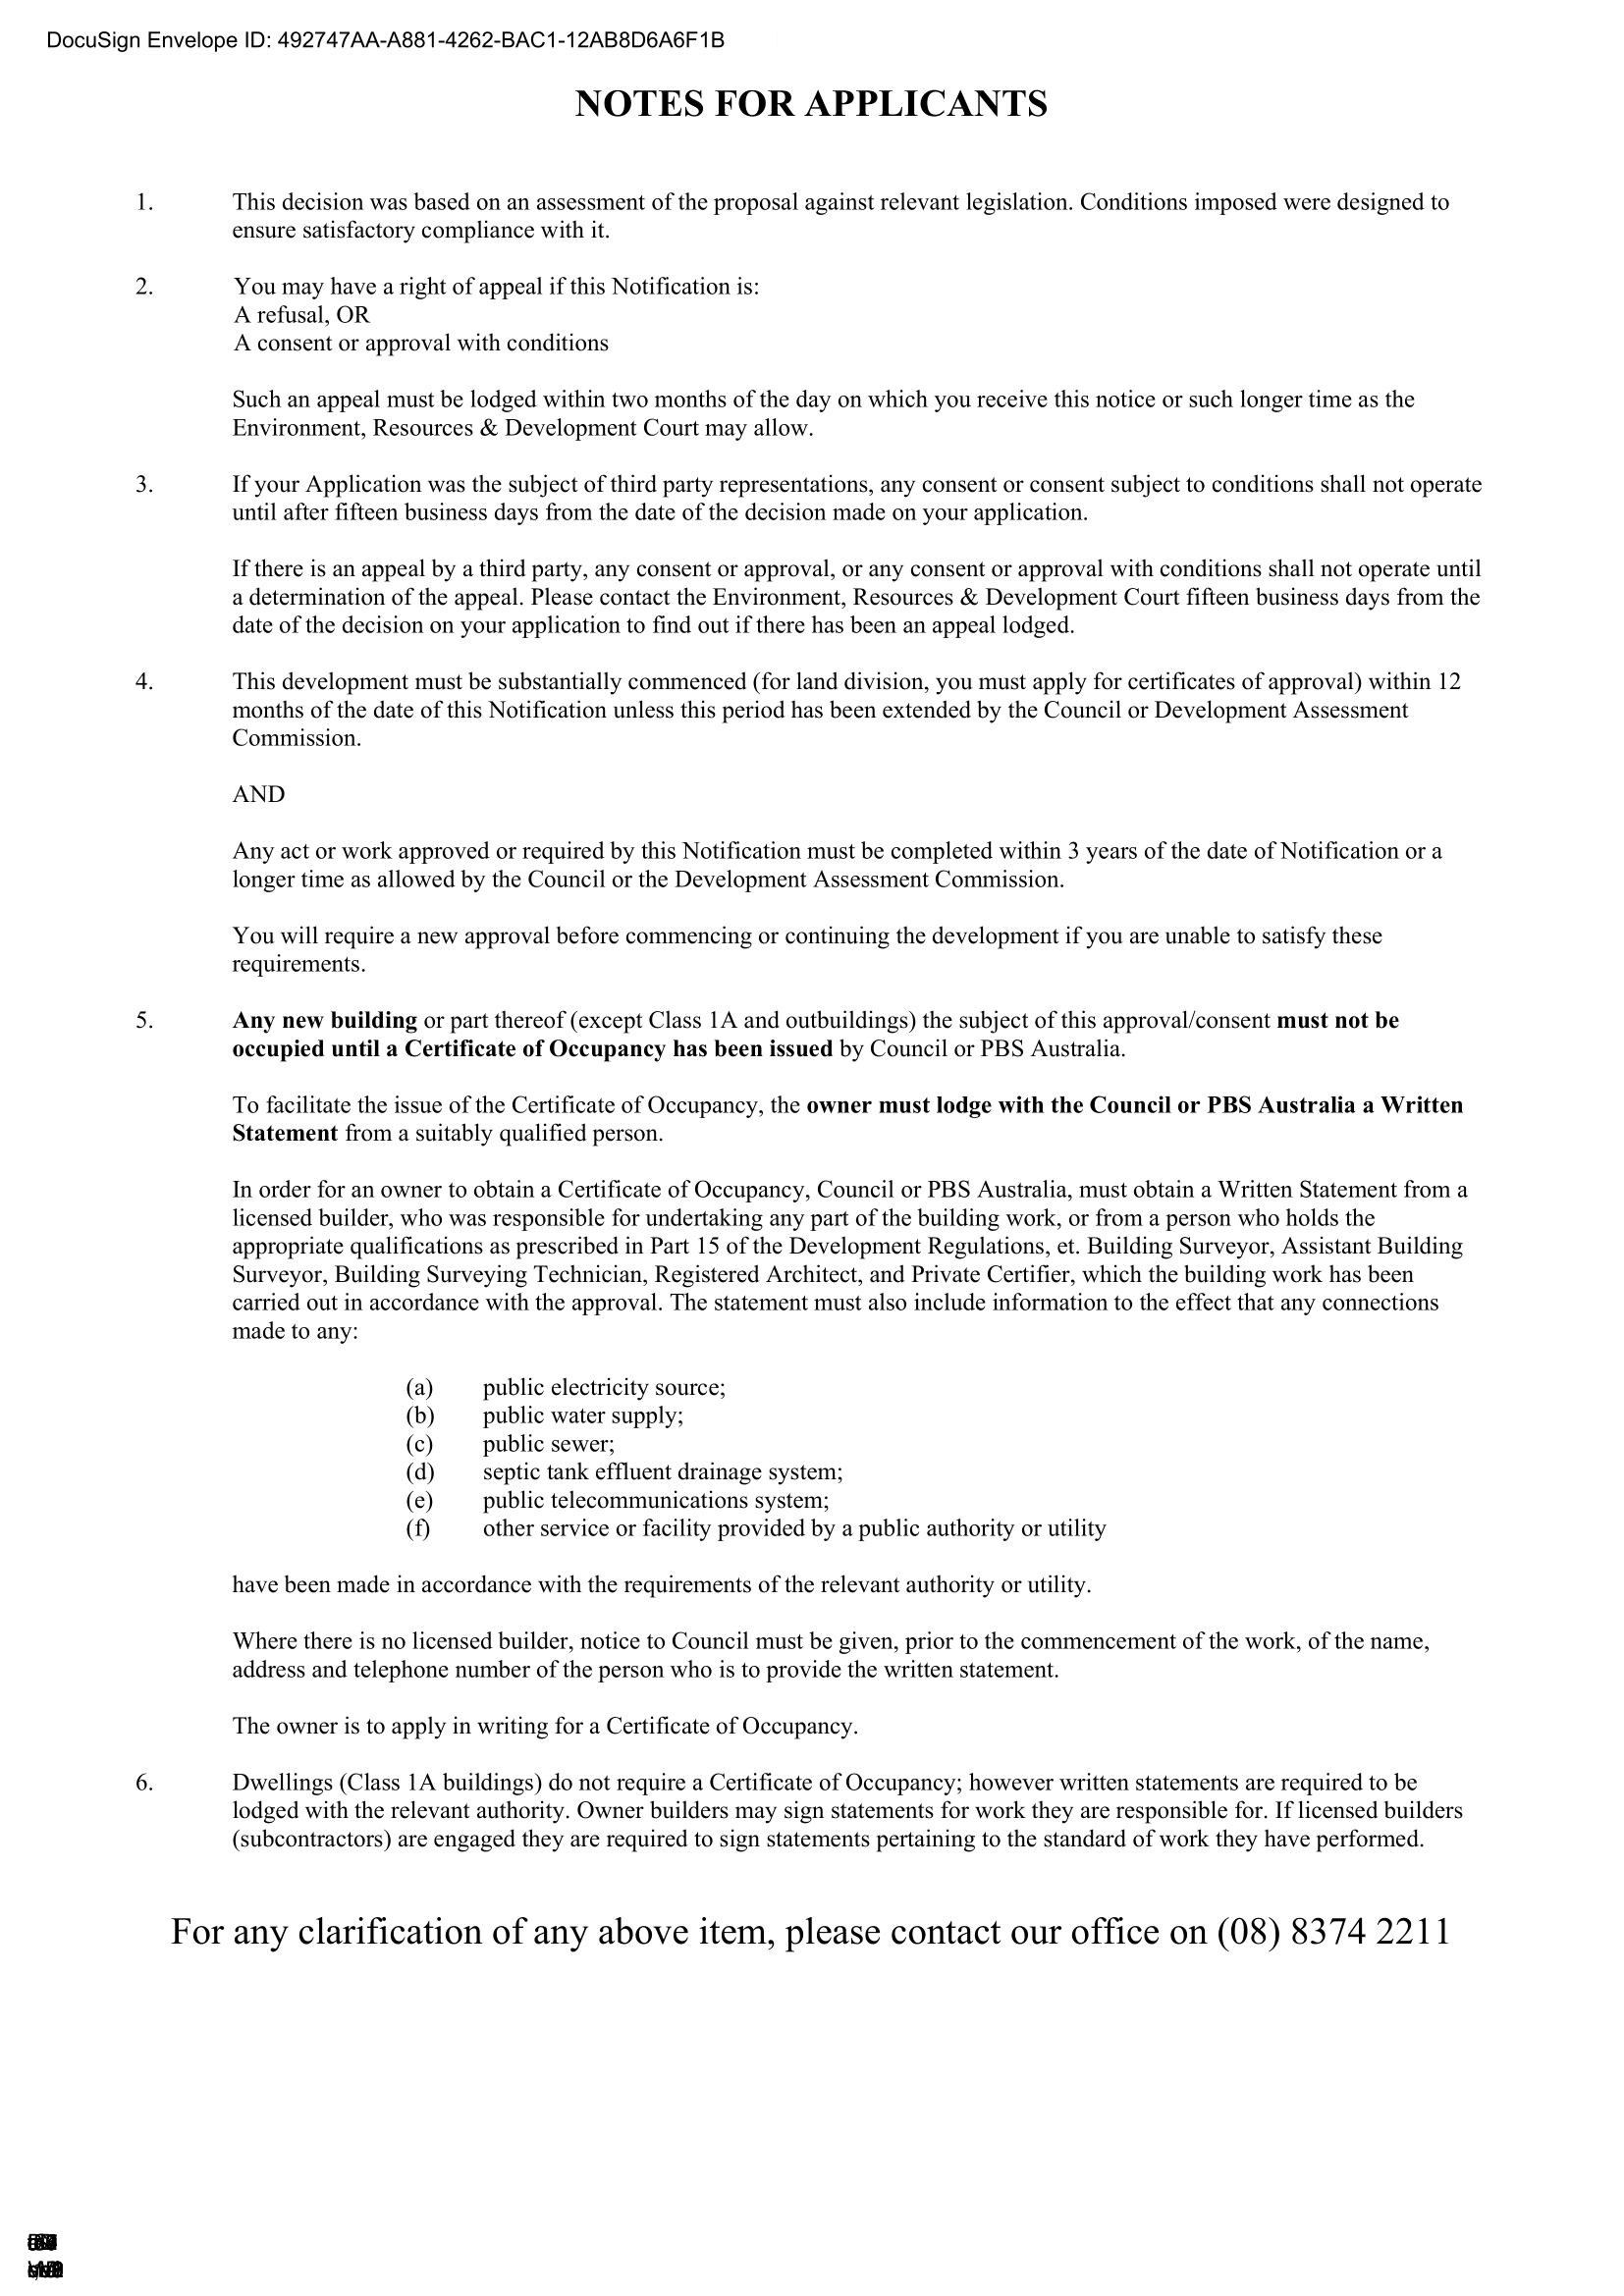 DocuSign Envelope ID: 492747AA-A881-4262-BAC1-12AB8D6A6F1B
NOTES FOR APPLICANTS
1. This decision was based on an assessment of the proposal against relevant legislation. Conditions imposed were designed to
ensure satisfactory compliance with it.
2. You may have a right of appeal if this Notification is:
A refusal, OR
A consent or approval with conditions
Such an appeal must be lodged within two months of the day on which you receive this notice or such longer time as the
Environment, Resources & Development Court may allow.
3. If your Application was the subject of third party representations, any consent or consent subject to conditions shall not operate
until after fifteen business days from the date of the decision made on your application.
If there is an appeal by a third party, any consent or approval, or any consent or approval with conditions shall not operate until
a determination of the appeal. Please contact the Environment, Resources & Development Court fifteen business days from the
date of the decision on your application to find out if there has been an appeal lodged.
4. This development must be substantially commenced (for land division, you must apply for certificates of approval) within 12
months of the date of this Notification unless this period has been extended by the Council or Development Assessment
Commission.
AND
Any act or work approved or required by this Notification must be completed within 3 years of the date of Notification or a
longer time as allowed by the Council or the Development Assessment Commission.
You will require a new approval before commencing or continuing the development if you are unable to satisfy these
requirements.
5. Any new building or part thereof (except Class 1A and outbuildings) the subject of this approval/consent must not be
occupied until a Certificate of Occupancy has been issued by Council or PBS Australia.
To facilitate the issue of the Certificate of Occupancy, the owner must lodge with the Council or PBS Australia a Written
Statement from a suitably qualified person.
In order for an owner to obtain a Certificate of Occupancy, Council or PBS Australia, must obtain a Written Statement from a
licensed builder, who was responsible for undertaking any part of the building work, or from a person who holds the
appropriate qualifications as prescribed in Part 15 of the Development Regulations, et. Building Surveyor, Assistant Building
Surveyor, Building Surveying Technician, Registered Architect, and Private Certifier, which the building work has been
carried out in accordance with the approval. The statement must also include information to the effect that any connections
made to any:
(a) public electricity source;
(b) public water supply;
(c) public sewer;
(d) septic tank effluent drainage system;
(e) public telecommunications system;
(f) other service or facility provided by a public authority or utility
have been made in accordance with the requirements of the relevant authority or utility.
Where there is no licensed builder, notice to Council must be given, prior to the commencement of the work, of the name,
address and telephone number of the person who is to provide the written statement.
The owner is to apply in writing for a Certificate of Occupancy.
6. Dwellings (Class 1A buildings) do not require a Certificate of Occupancy; however written statements are required to be
lodged with the relevant authority. Owner builders may sign statements for work they are responsible for. If licensed builders
(subcontractors) are engaged they are required to sign statements pertaining to the standard of work they have performed.
For any clarification of any above item, please contact our office on (08) 8374 2211